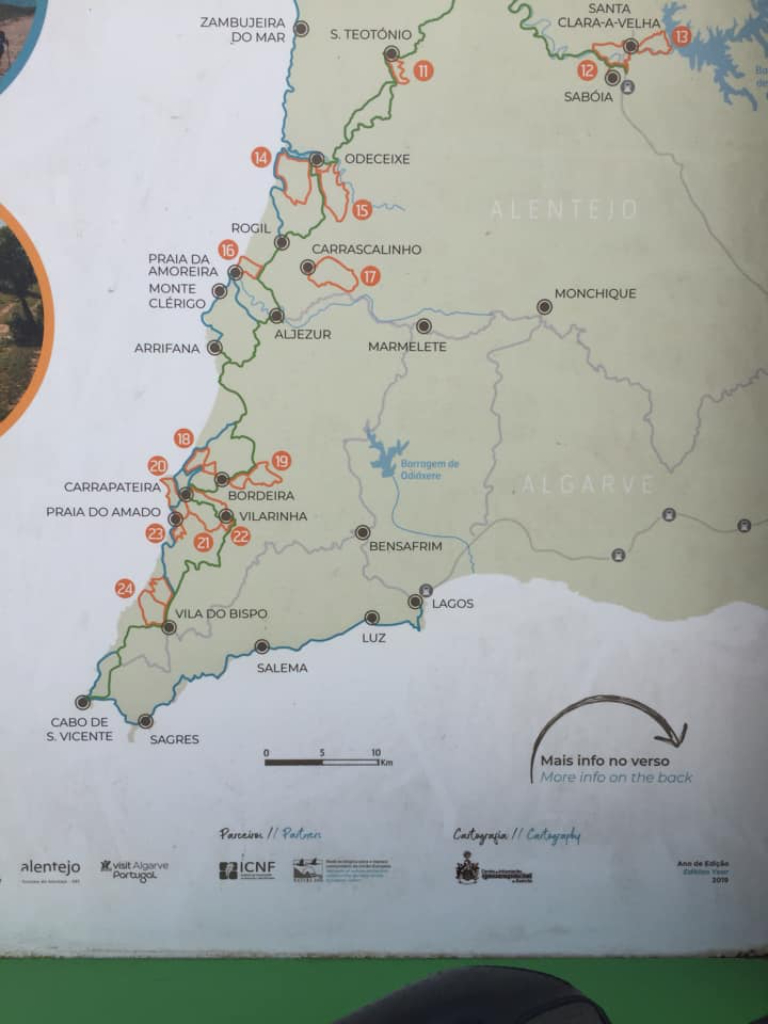 ZAMBUJEIRA
DO MAR
S. TEOTÓNIO
SANTA
CLARA-A-VELHA
13
11
12
SABÓIA
14
ODECEIXE
15
ALENTEJO
ROGIL
16
CARRASCALINHO
PRAIA DA
AMOREIRA
17
MONTE
CLÉRIGO
MONCHIQUE
ALJEZUR
ARRIFANA
MARMELETE
18
20
19
Barragem de
Odiáxere
CARRAPATEIRA
BORDEIRA
ALGARVE
PRAIA DO AMADO
VILARINHA
23
21
22
BENSAFRIM
24
VILA DO BISPO
LAGOS
LUZ
SALEMA
CABO DE
S. VICENTE
SAGRES
0 5 10
Km
Mais info no verso
More info on the back
Parceiros // Partners
Cartografia // Cartography
alentejo
visit Algarve
Portugal
ICNF
Ano de Edição
Edition Year